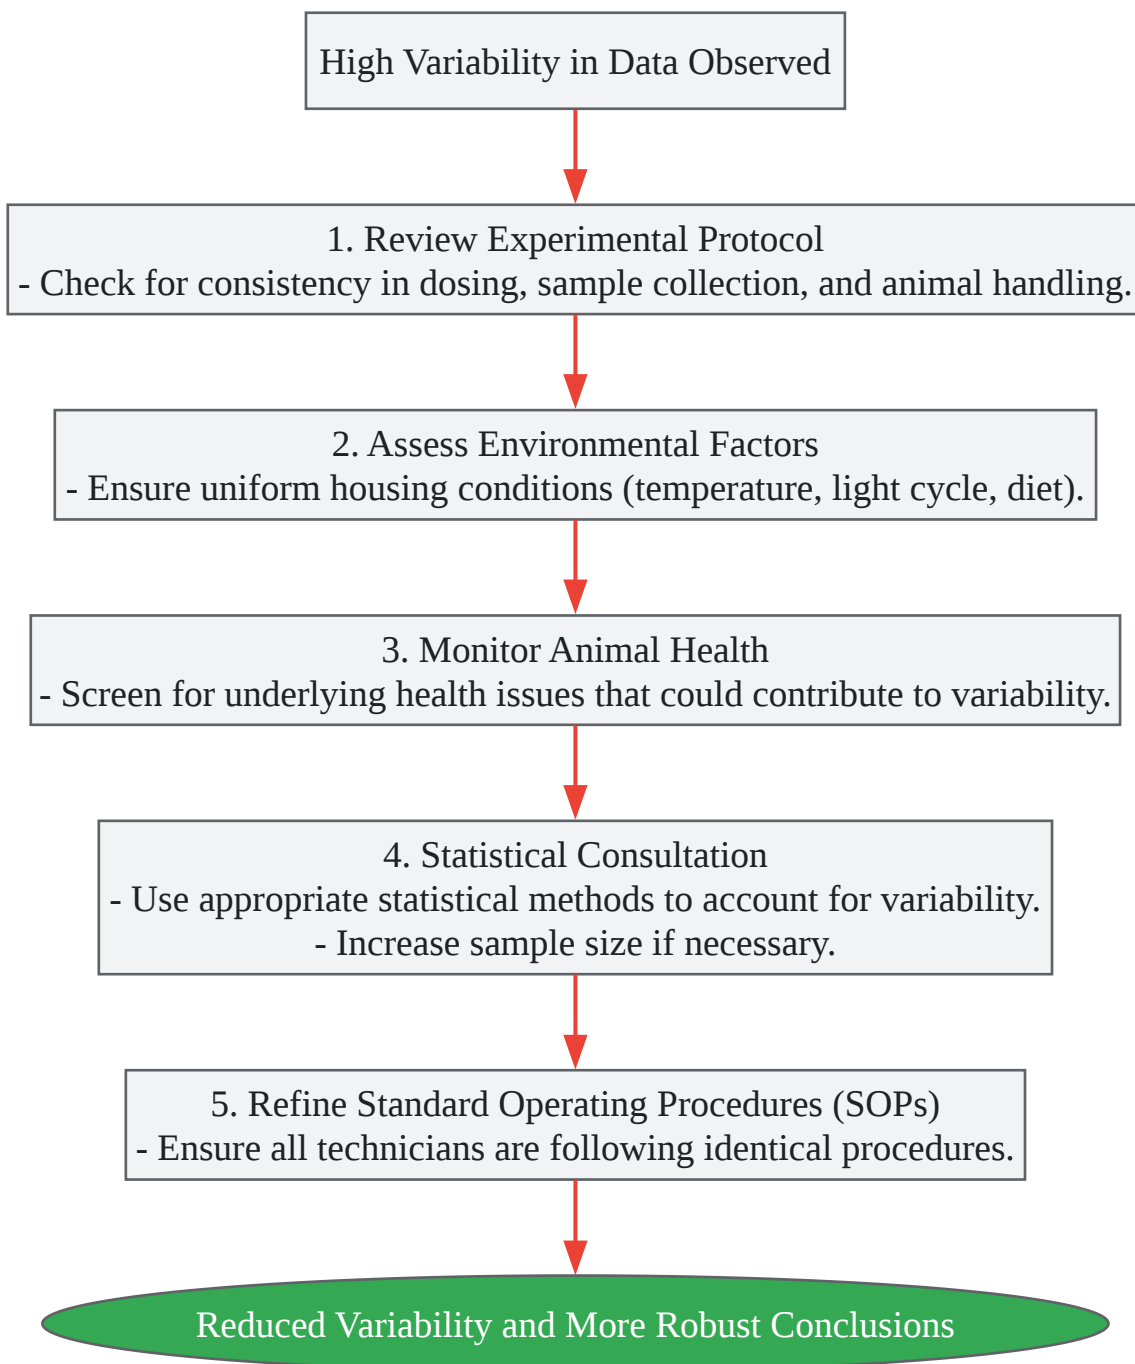 High Variability in Data Observed
1. Review Experimental Protocol
- Check for consistency in dosing, sample collection, and animal handling.
2. Assess Environmental Factors
- Ensure uniform housing conditions (temperature, light cycle, diet).
3. Monitor Animal Health
- Screen for underlying health issues that could contribute to variability.
4. Statistical Consultation
- Use appropriate statistical methods to account for variability.
- Increase sample size if necessary.
5. Refine Standard Operating Procedures (SOPs)
- Ensure all technicians are following identical procedures.
Reduced Variability and More Robust Conclusions